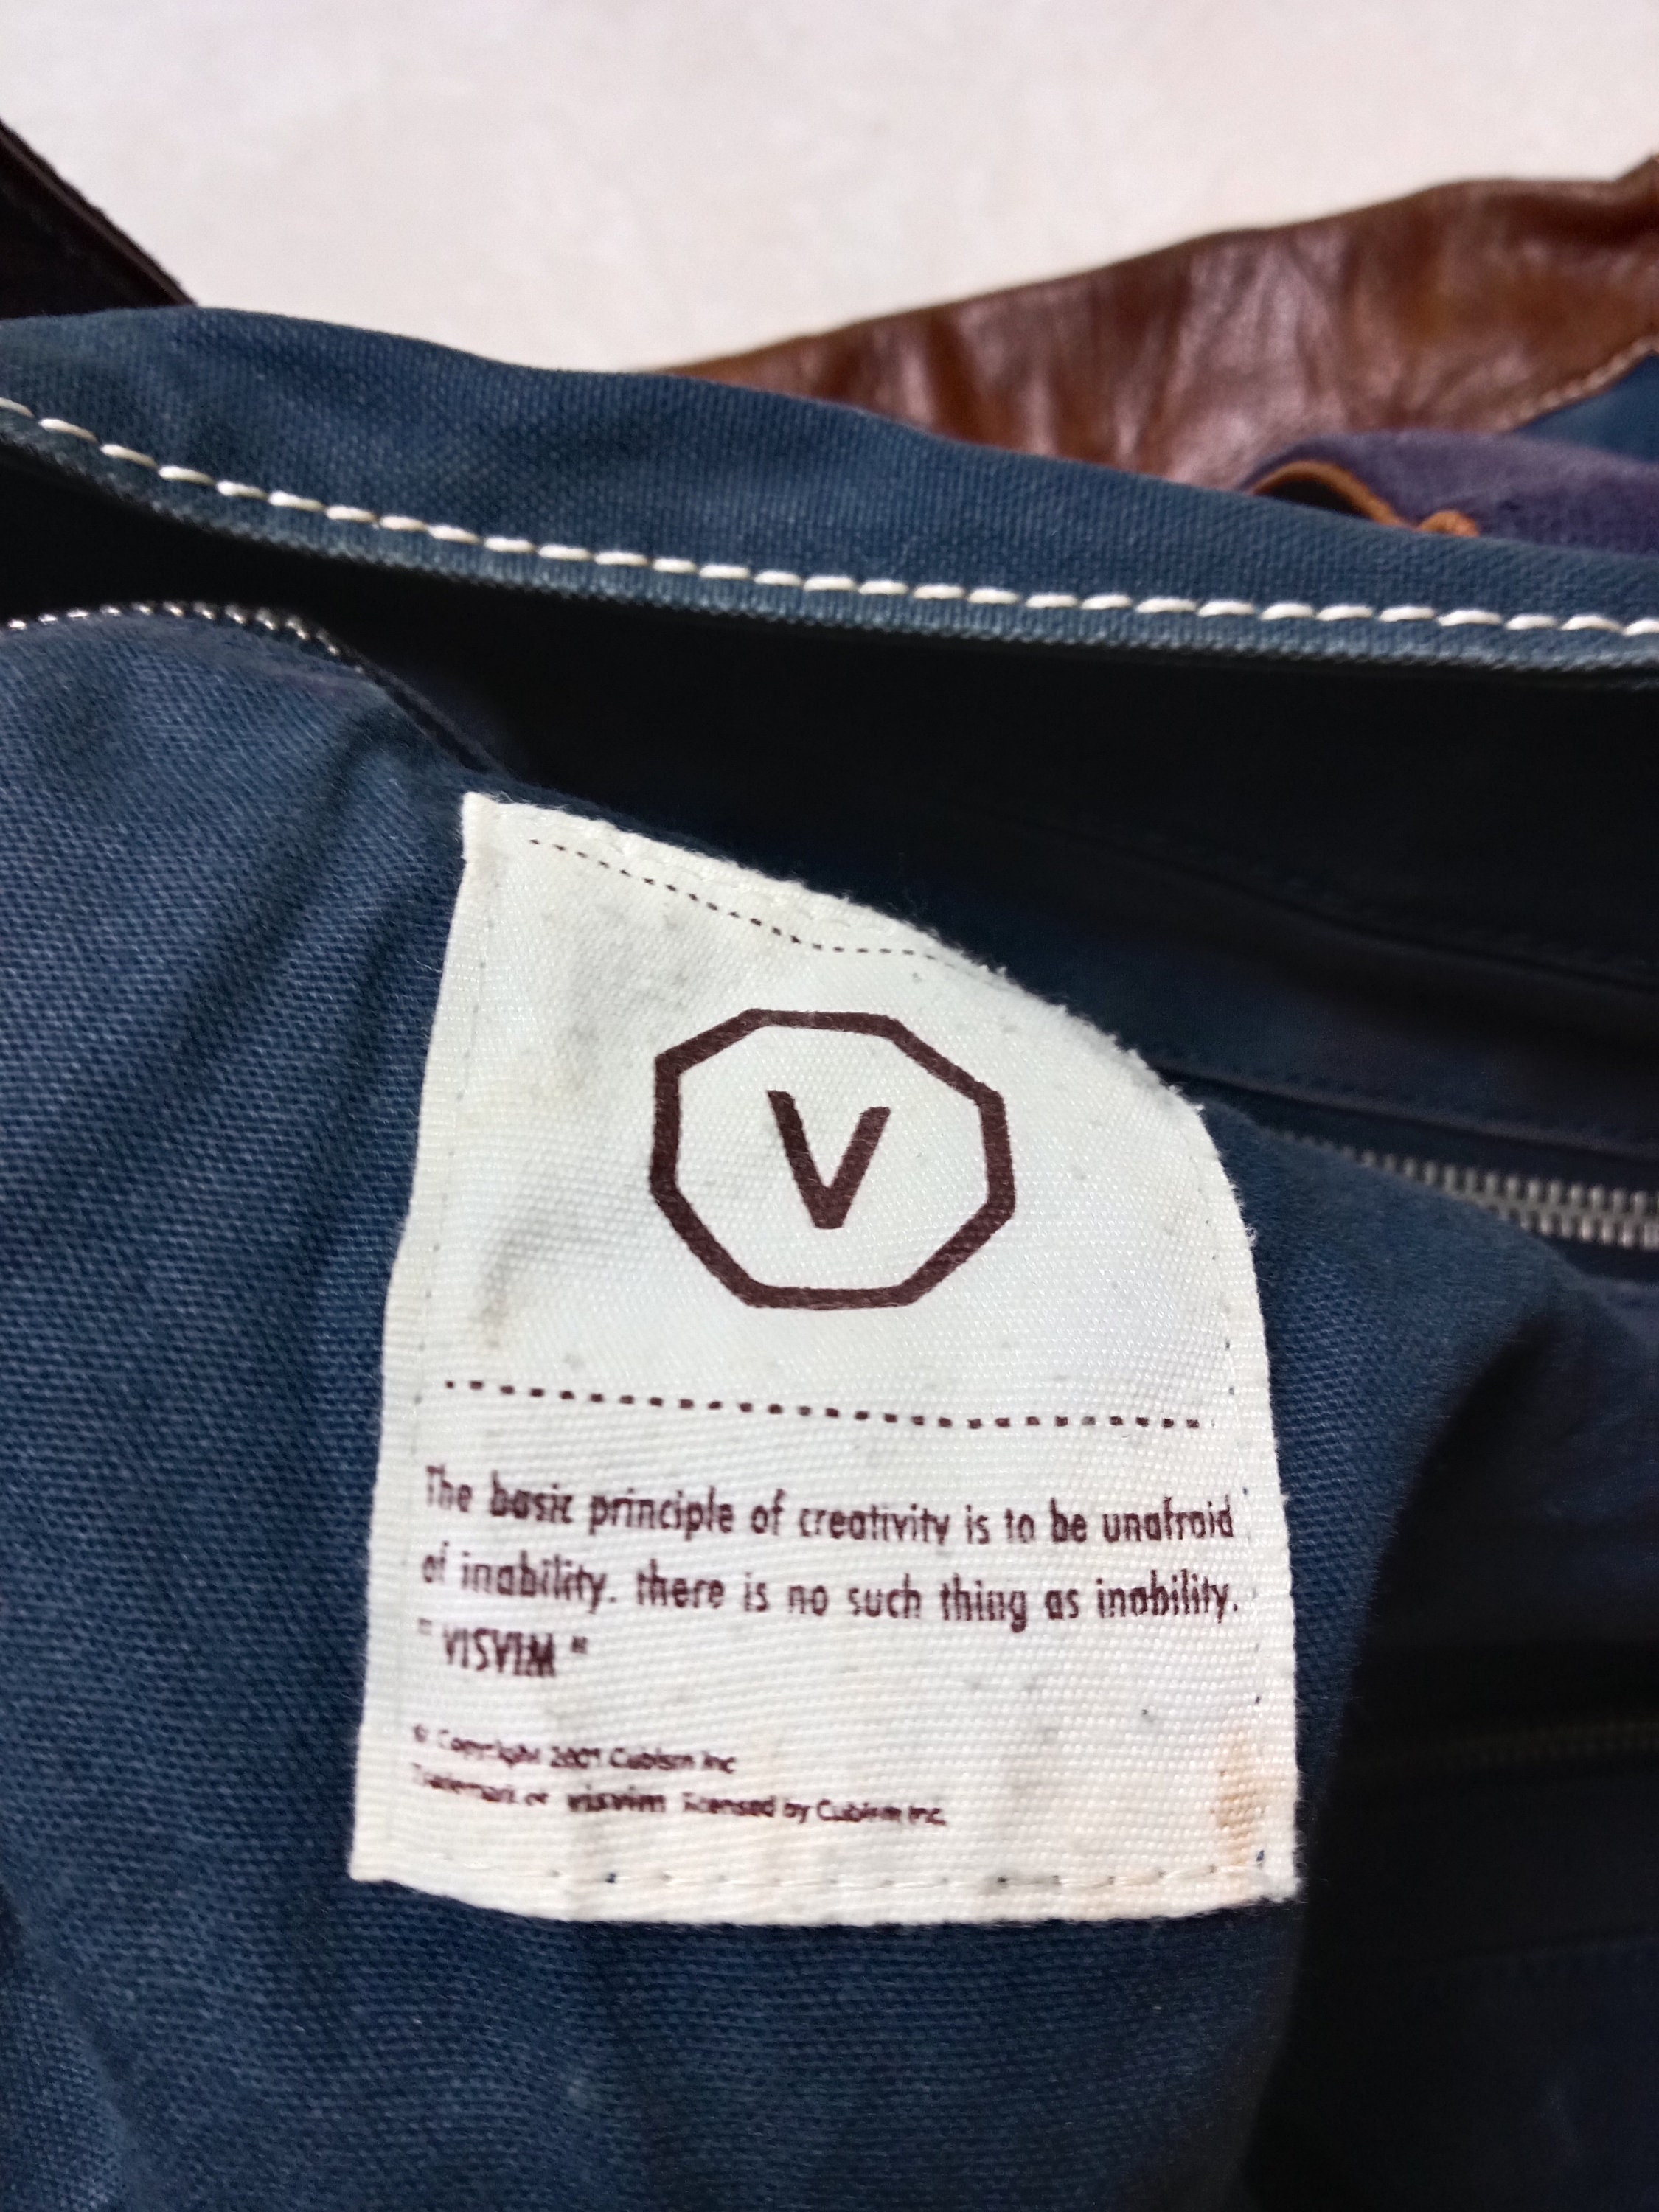 V
The basic principle of creativity is to be unafraid
of inability. there is no such thing as inability.
" VISVIM "
© Copyright 2001 Cubism Inc
Trademark of visvim licensed by Cubism Inc.